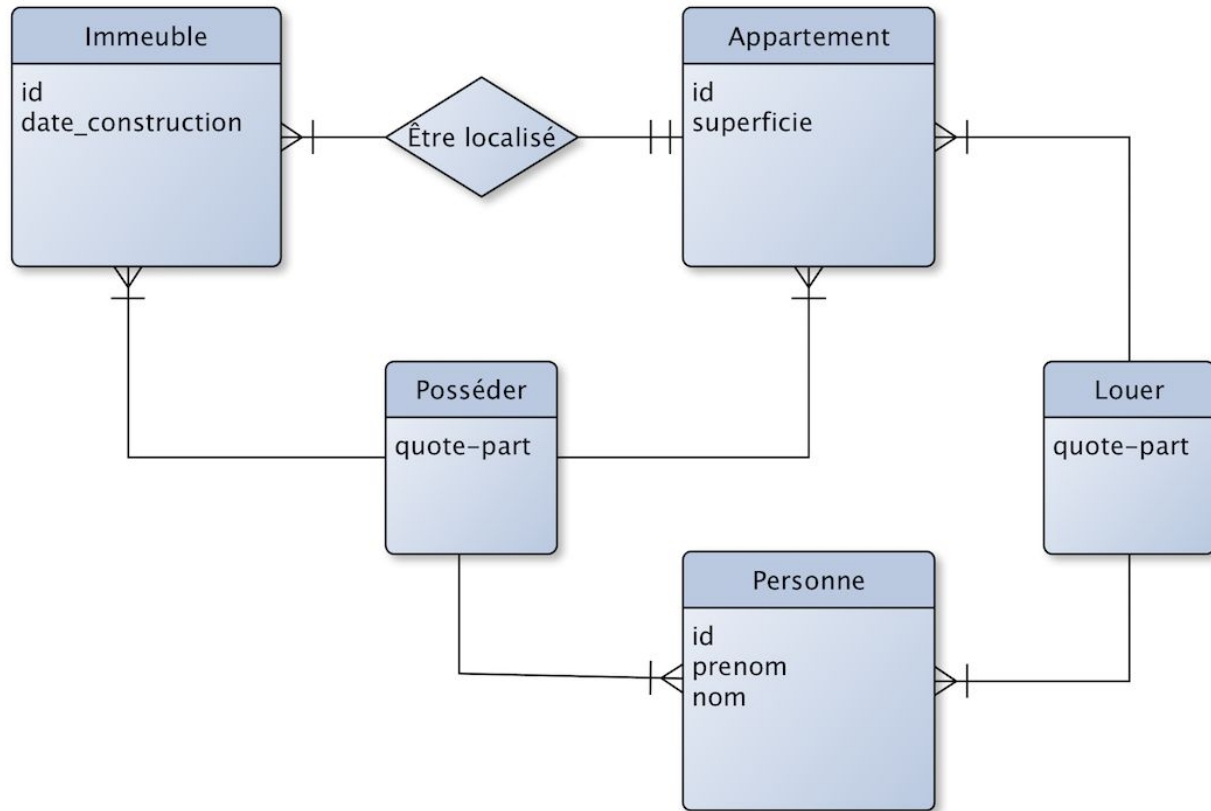 Immeuble
id
date_construction
Être localisé
Appartement
id
superficie
Posséder
quote-part
Louer
quote-part
Personne
id
prenom
nom